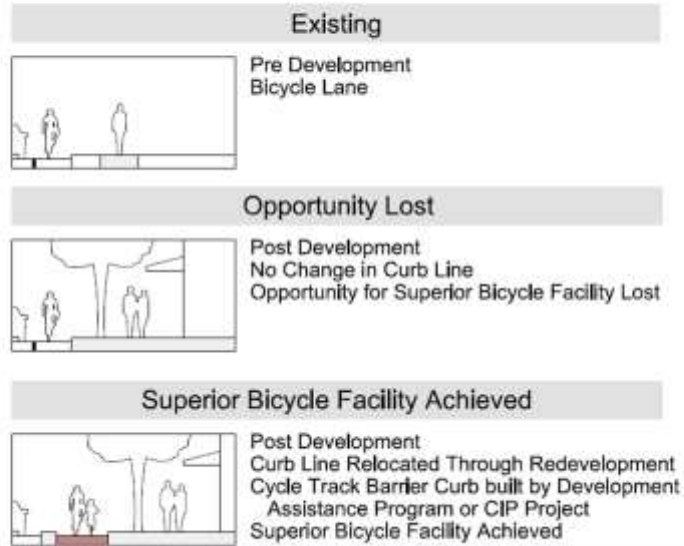 Existing
Pre Development
Bicycle Lane
Opportunity Lost
Post Development
No Change in Curb Line
Opportunity for Superior Bicycle Facility Lost
Superior Bicycle Facility Achieved
Post Development
Curb Line Relocated Through Redevelopment
Cycle Track Barrier Curb built by Development
Assistance Program or CIP Project
Superior Bicycle Facility Achieved